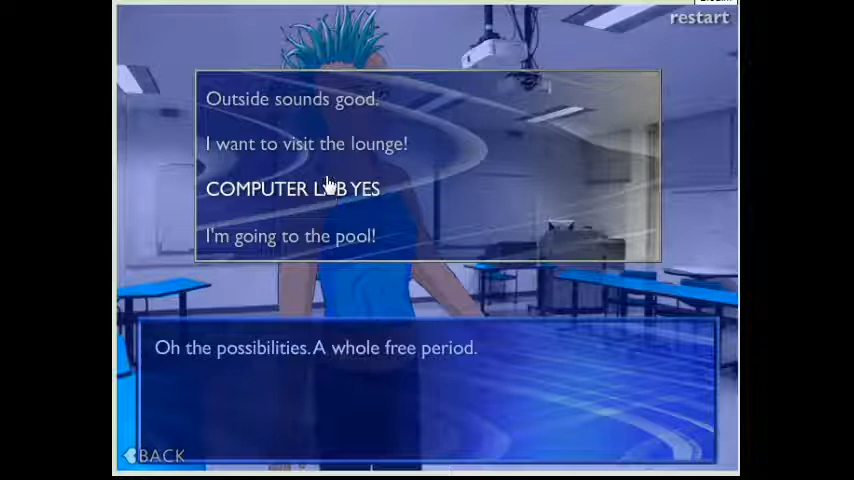 restart
Outside sounds good.
I want to visit the lounge!
COMPUTER LAB YES
I'm going to the pool!
Oh the possibilities. A whole free period.
BACK